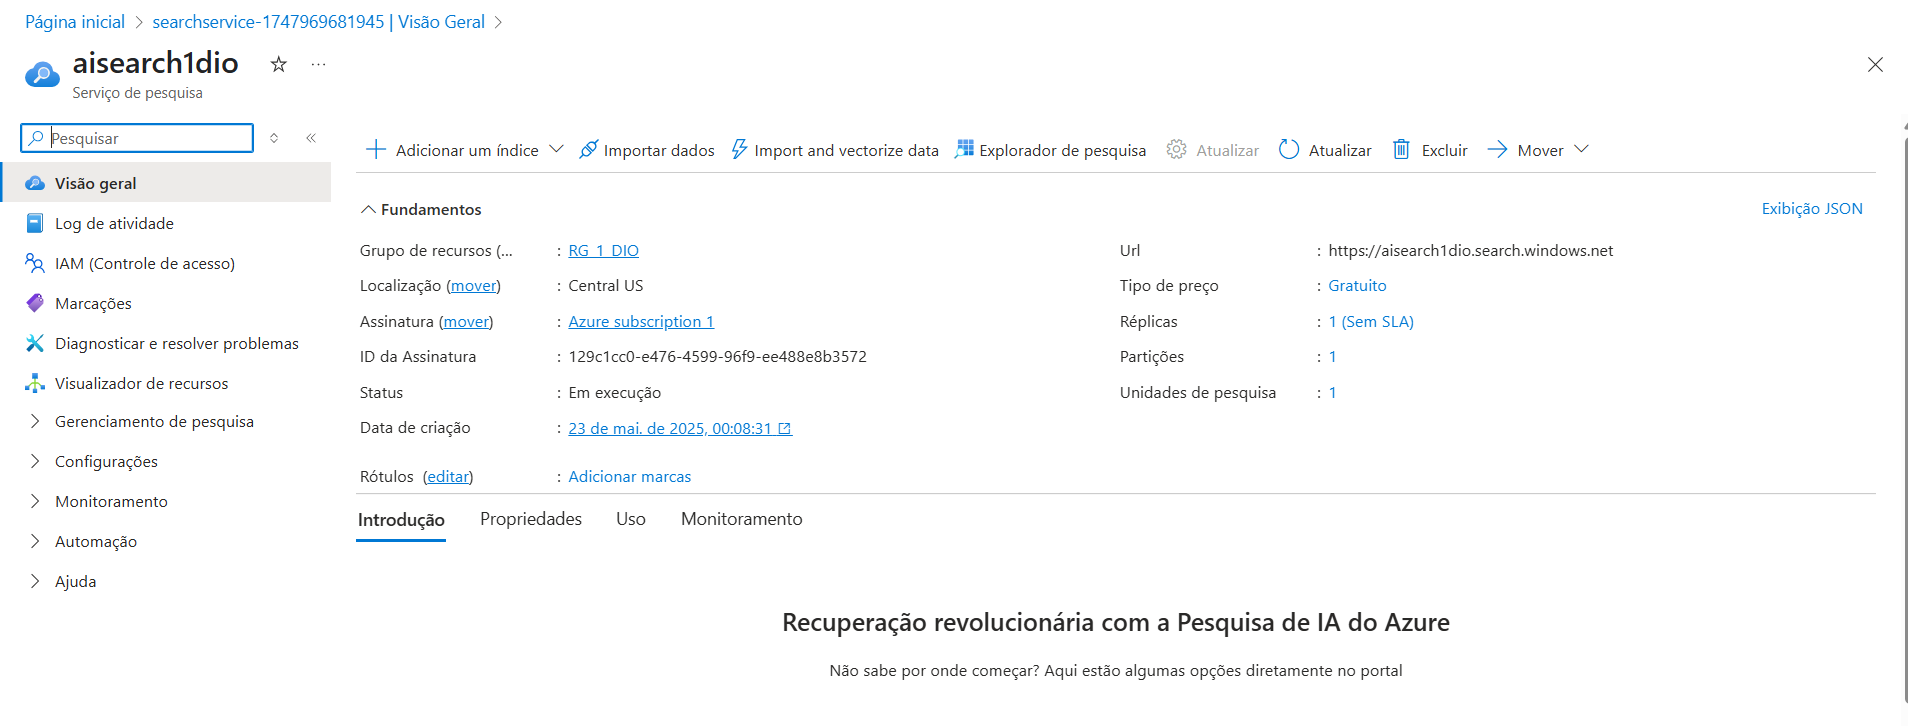 Página inicial > searchservice-1747969681945 | Visão Geral >
aisearch1dio ☆ ...
Serviço de pesquisa
Pesquisar
Visão geral
Log de atividade
IAM (Controle de acesso)
Marcações
Diagnosticar e resolver problemas
Visualizador de recursos
Gerenciamento de pesquisa
Configurações
Monitoramento
Automação
Ajuda
Adicionar um índice Importar dados Import and vectorize data Explorador de pesquisa Atualizar Atualizar Excluir Mover
Fundamentos Exibição JSON
Grupo de recursos (... : RG_1_DIO
Localização (mover) : Central US
Assinatura (mover) : Azure subscription 1
ID da Assinatura : 129c1cc0-e476-4599-96f9-ee488e8b3572
Status : Em execução
Data de criação : 23 de mai. de 2025, 00:08:31
Url : https://aisearch1dio.search.windows.net
Tipo de preço : Gratuito
Réplicas : 1 (Sem SLA)
Partições : 1
Unidades de pesquisa : 1
Rótulos (editar) : Adicionar marcas
Introdução Propriedades Uso Monitoramento
Recuperação revolucionária com a Pesquisa de IA do Azure
Não sabe por onde começar? Aqui estão algumas opções diretamente no portal